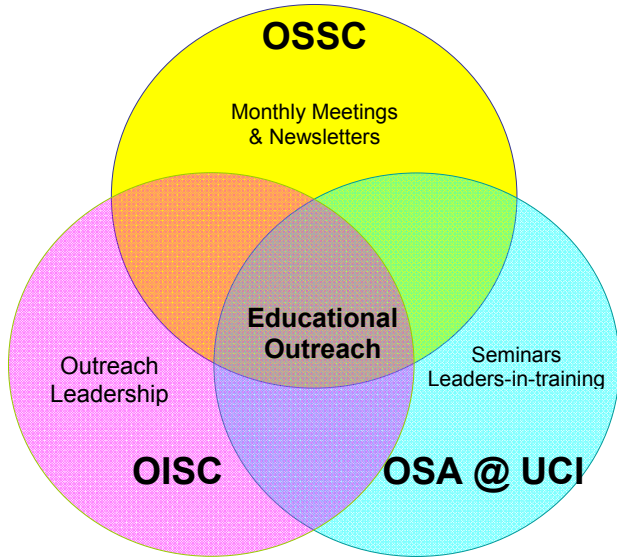 OSSC
Monthly Meetings
& Newsletters
Educational
Outreach
Outreach
Leadership
Seminars
Leaders-in-training
OISC
OSA @ UCI